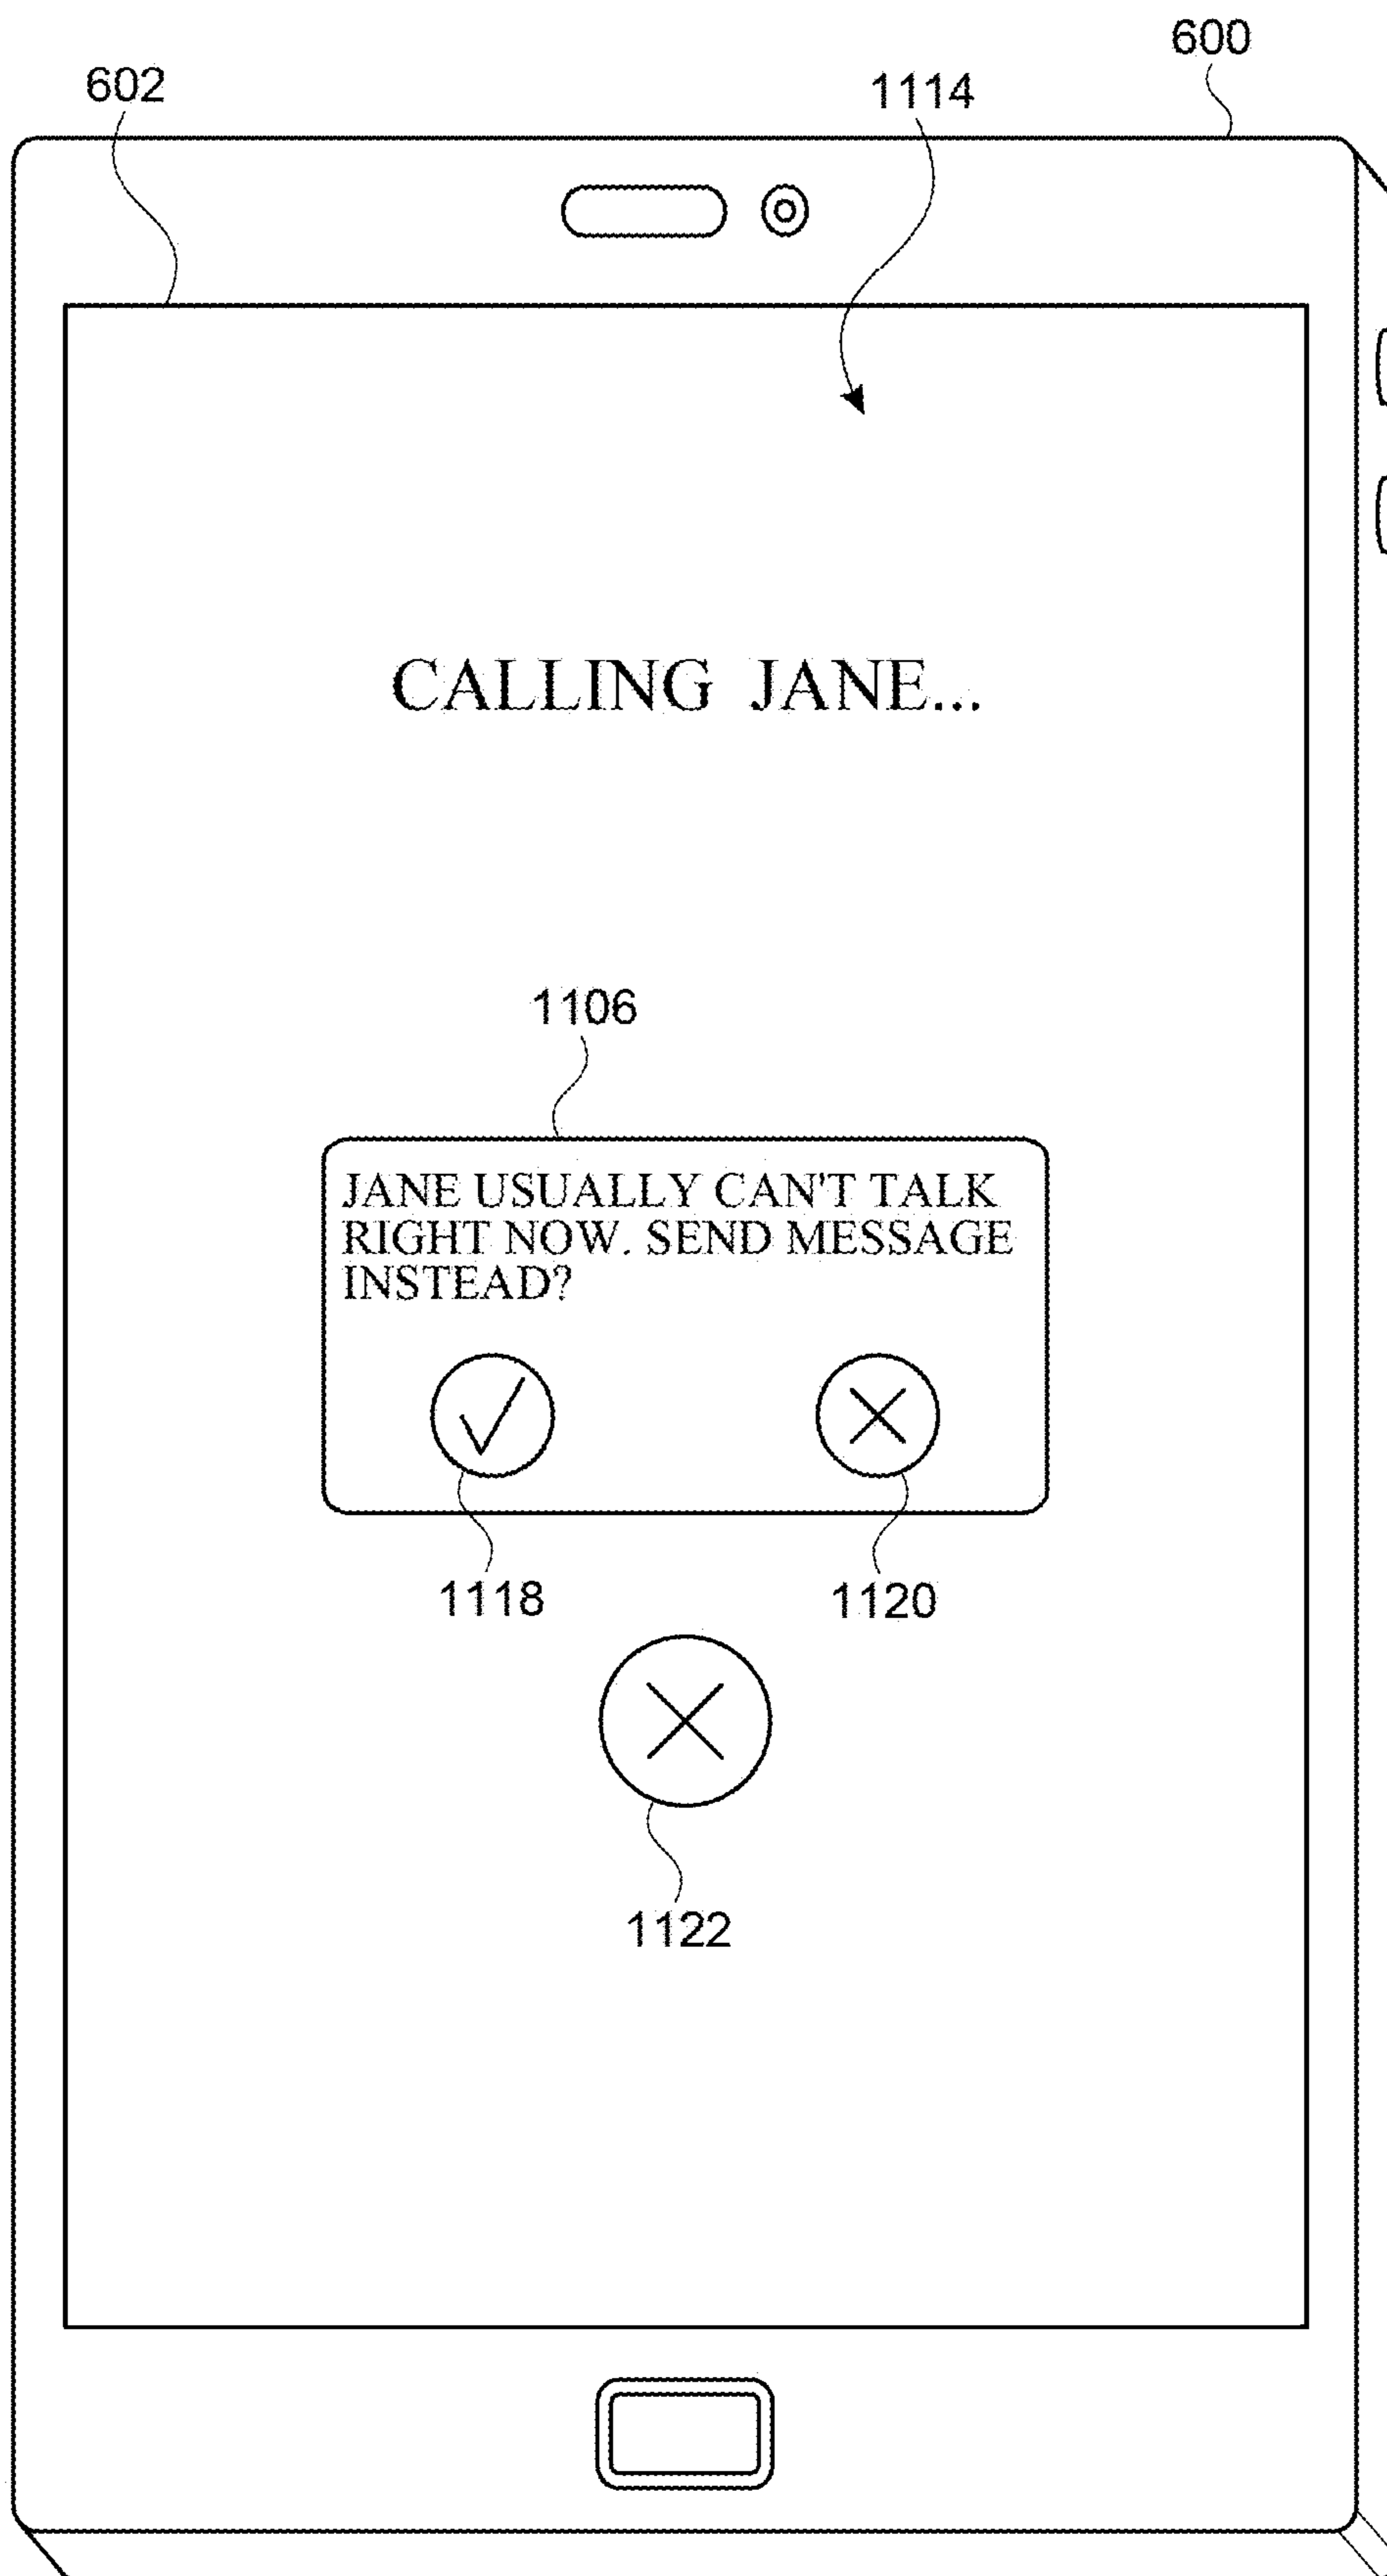 600
602
1114
CALLING JANE...
1106
JANE USUALLY CAN'T TALK
RIGHT NOW. SEND MESSAGE
INSTEAD?
1118
1120
1122